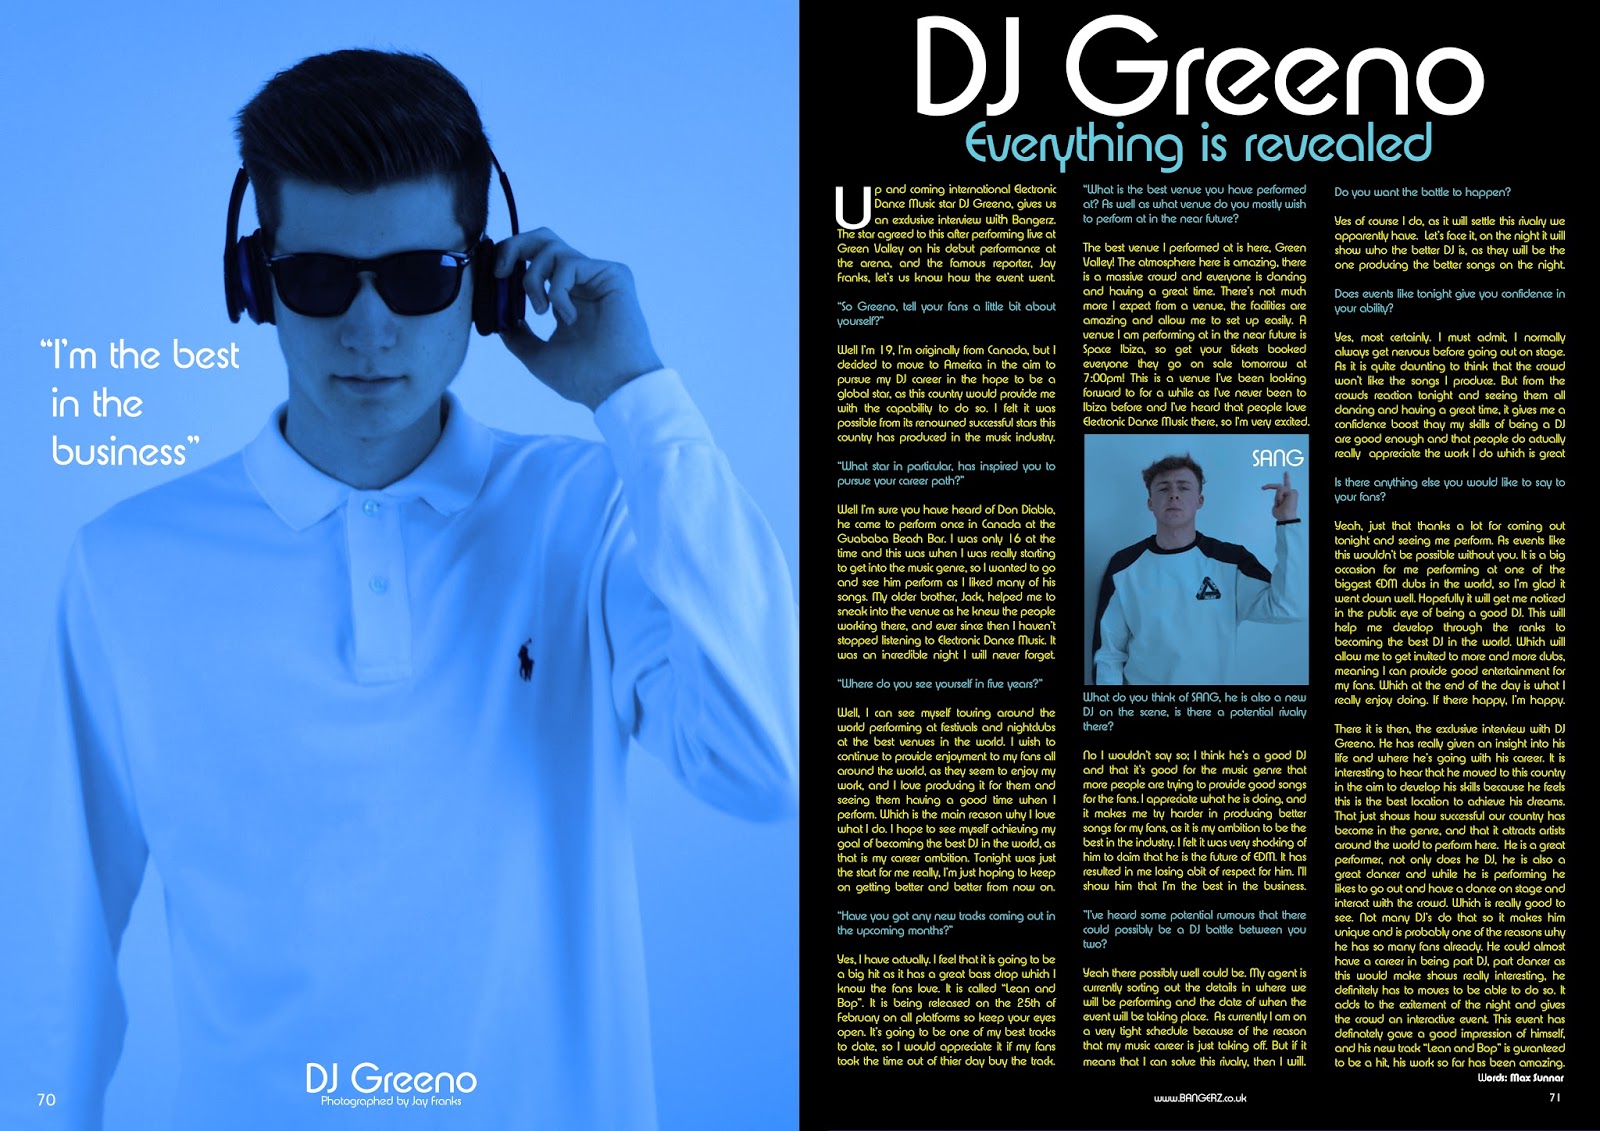 “I’m the best
in the
business”
DJ Greeno
Photographed by Jay Franks
70
DJ Greeno
Everything is revealed
Up and coming international Electronic
Dance Music star DJ Greeno, gives us
an exclusive interview with Bangerz.
The star agreed to this after performing live at
Green Valley on his debut performance at
the arena, and the famous reporter, Jay
Franks, let’s us know how the event went.
“So Greeno, tell your fans a little bit about
yourself?”
Well I’m 19, I’m originally from Canada, but I
decided to move to America in the aim to
pursue my DJ career in the hope to be a
global star, as this country would provide me
with the capability to do so. I felt it was
possible from its renowned successful stars this
country has produced in the music industry.
“What star in particular, has inspired you to
pursue your career path?”
Well I’m sure you have heard of Don Diablo,
he came to perform once in Canada at the
Guababa Beach Bar. I was only 16 at the
time and this was when I was really starting
to get into the music genre, so I wanted to go
and see him perform as I liked many of his
songs. My older brother, Jack, helped me to
sneak into the venue as he knew the people
working there, and ever since then I haven’t
stopped listening to Electronic Dance Music. It
was an incredible night I will never forget.
“Where do you see yourself in five years?”
Well, I can see myself touring around the
world performing at festivals and nightclubs
at the best venues in the world. I wish to
continue to provide enjoyment to my fans all
around the world, as they seem to enjoy my
work, and I love producing it for them and
seeing them having a good time when I
perform. Which is the main reason why I love
what I do. I hope to see myself achieving my
goal of becoming the best DJ in the world, as
that is my career ambition. Tonight was just
the start for me really, I’m just hoping to keep
on getting better and better from now on.
“Have you got any new tracks coming out in
the upcoming months?”
Yes, I have actually. I feel that it is going to be
a big hit as it has a great bass drop which I
know the fans love. It is called “Lean and
Bop”. It is being released on the 25th of
February on all platforms so keep your eyes
open. It’s going to be one of my best tracks
to date, so I would appreciate it if my fans
took the time out of thier day buy the track.
“What is the best venue you have performed
at? As well as what venue do you mostly wish
to perform at in the near future?
The best venue I performed at is here, Green
Valley! The atmosphere here is amazing, there
is a massive crowd and everyone is dancing
and having a great time. There’s not much
more I expect from a venue, the facilities are
amazing and allow me to set up easily. A
venue I am performing at in the near future is
Space Ibiza, so get your tickets booked
everyone they go on sale tomorrow at
7:00pm! This is a venue I’ve been looking
forward to for a while as I’ve never been to
Ibiza before and I’ve heard that people love
Electronic Dance Music there, so I’m very excited.
SANG
What do you think of SANG, he is also a new
DJ on the scene, is there a potential rivalry
there?
No I wouldn’t say so; I think he’s a good DJ
and that it’s good for the music genre that
more people are trying to provide good songs
for the fans. I appreciate what he is doing, and
it makes me try harder in producing better
songs for my fans, as it is my ambition to be the
best in the industry. I felt it was very shocking of
him to claim that he is the future of EDM. It has
resulted in me losing abit of respect for him. I’ll
show him that I’m the best in the business.
“I’ve heard some potential rumours that there
could possibly be a DJ battle between you
two?
Yeah there possibly well could be. My agent is
currently sorting out the details in where we
will be performing and the date of when the
event will be taking place. As currently I am on
a very tight schedule because of the reason
that my music career is just taking off. But if it
means that I can solve this rivalry, then I will.
Do you want the battle to happen?
Yes of course I do, as it will settle this rivalry we
apparently have. Let’s face it, on the night it will
show who the better DJ is, as they will be the
one producing the better songs on the night.
Does events like tonight give you confidence in
your ability?
Yes, most certainly. I must admit, I normally
always get nervous before going out on stage.
As it is quite daunting to think that the crowd
won’t like the songs I produce. But from the
crowds reaction tonight and seeing them all
dancing and having a great time, it gives me a
confidence boost thay my skills of being a DJ
are good enough and that people do actually
really appreciate the work I do which is great
Is there anything else you would like to say to
your fans?
Yeah, just that thanks a lot for coming out
tonight and seeing me perform. As events like
this wouldn’t be possible without you. It is a big
occasion for me performing at one of the
biggest EDM clubs in the world, so I’m glad it
went down well. Hopefully it will get me noticed
in the public eye of being a good DJ. This will
help me develop through the ranks to
becoming the best DJ in the world. Which will
allow me to get invited to more and more clubs,
meaning I can provide good entertainment for
my fans. Which at the end of the day is what I
really enjoy doing. If there happy, I’m happy.
There it is then, the exclusive interview with DJ
Greeno. He has really given an insight into his
life and where he’s going with his career. It is
interesting to hear that he moved to this country
in the aim to develop his skills because he feels
this is the best location to achieve his dreams.
That just shows how successful our country has
become in the genre, and that it attracts artists
around the world to perform here. He is a great
performer, not only does he DJ, he is also a
great dancer and while he is performing he
likes to go out and have a dance on stage and
interact with the crowd. Which is really good to
see. Not many DJ’s do that so it makes him
unique and is probably one of the reasons why
he has so many fans already. He could almost
have a career in being part DJ, part dancer as
this would make shows really interesting, he
definitely has to moves to be able to do so. It
adds to the exitement of the night and gives
the crowd an interactive event. This event has
definately gave a good impression of himself,
and his new track “Lean and Bop” is guranteed
to be a hit, his work so far has been amazing.
Words: Max Sunnar
www.BANGERZ.co.uk
71